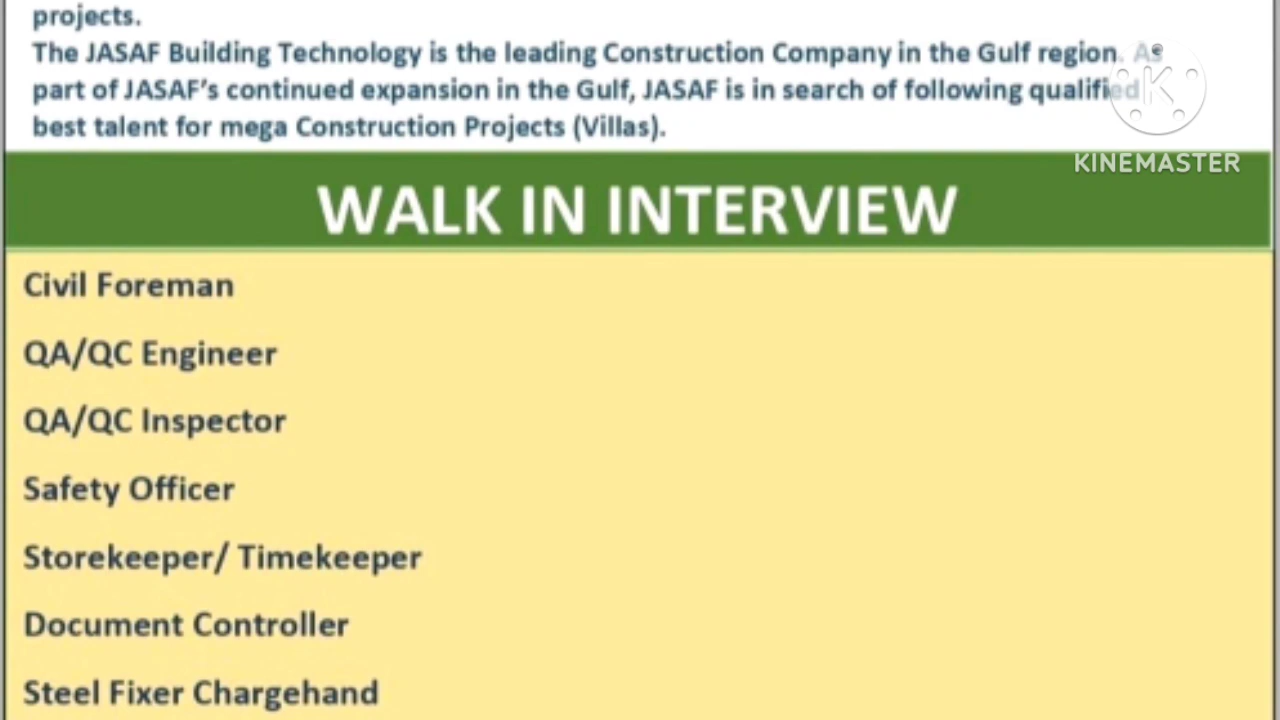 projects.
The JASAF Building Technology is the leading Construction Company in the Gulf region. As
part of JASAF's continued expansion in the Gulf, JASAF is in search of following qualified
best talent for mega Construction Projects (Villas).
K
KINEMASTER
WALK IN INTERVIEW
Civil Foreman
QA/QC Engineer
QA/QC Inspector
Safety Officer
Storekeeper/ Timekeeper
Document Controller
Steel Fixer Chargehand